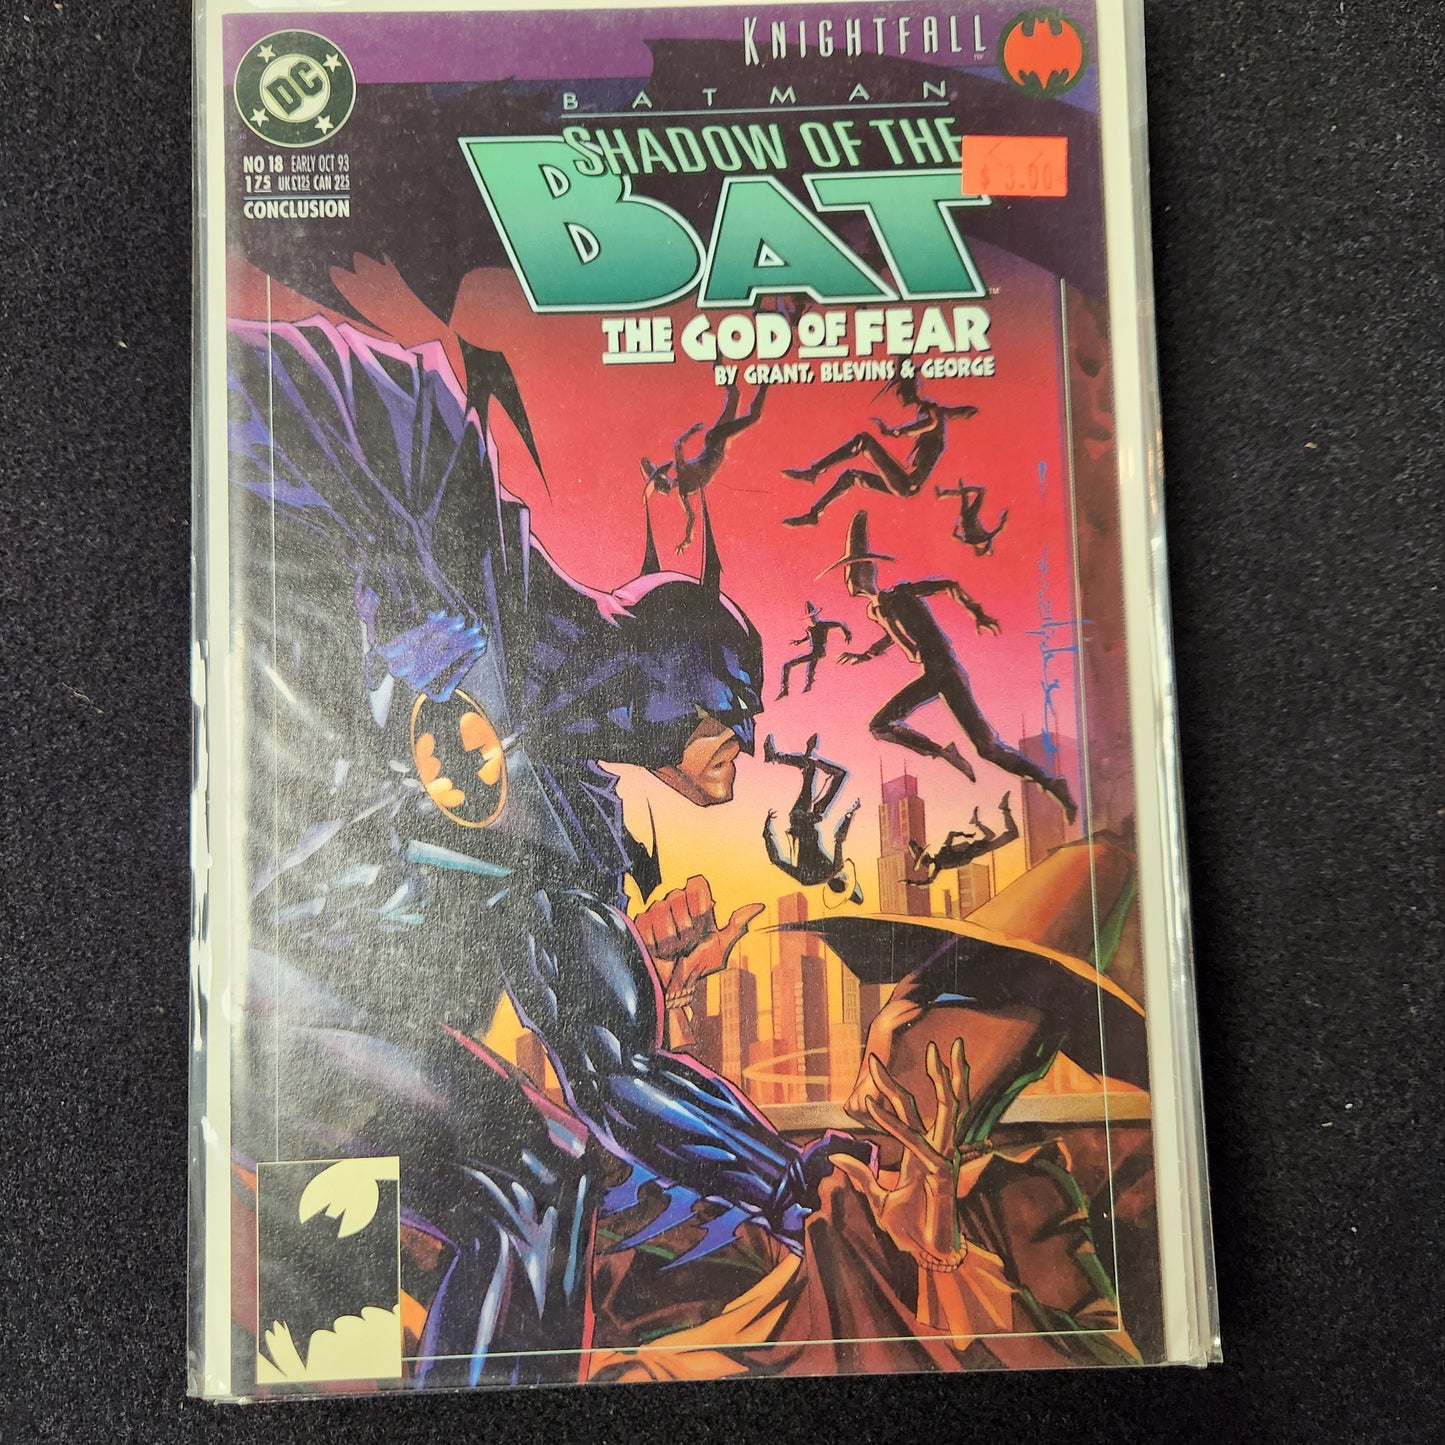 KNIGHTFALL
DC
BATMAN
SHADOW OF THE
BAT
$ 3.00
NO 18 EARLY OCT 93
1 75 UK£1 25 CAN 2 25
CONCLUSION
THE GOD OF FEAR
BY GRANT, BLEVINS & GEORGE